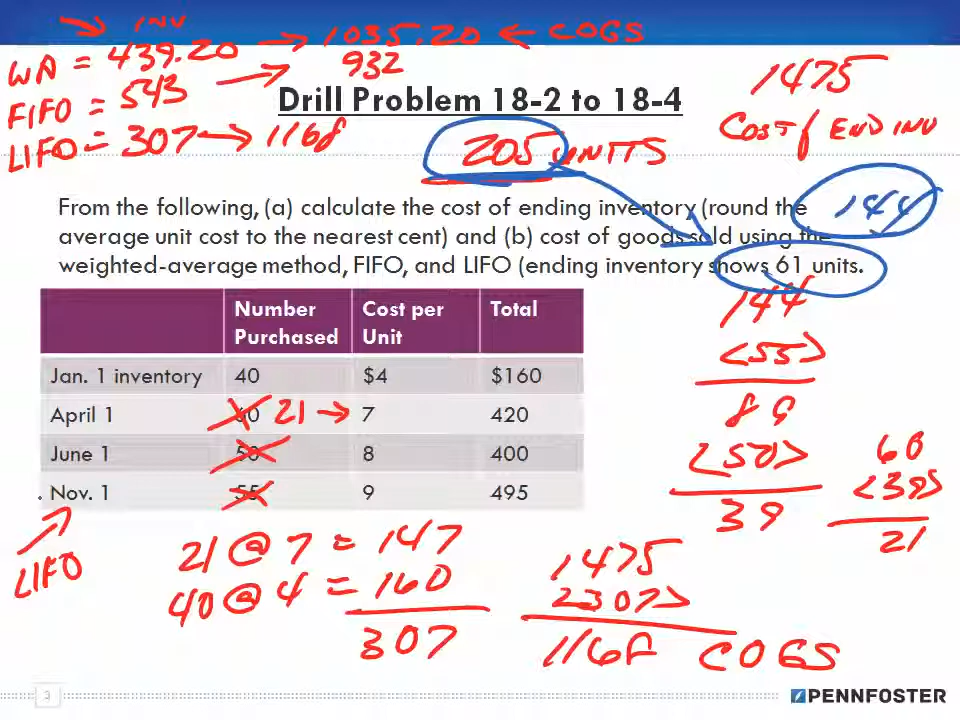 INV
WA = 439.20 → 1035.20 ← COGS
FIFO = 543 → 932
LIFO = 307 → 1168
1475
COST of END INV
Drill Problem 18-2 to 18-4
205 UNITS
From the following, (a) calculate the cost of ending inventory (round the
average unit cost to the nearest cent) and (b) cost of goods sold using the
weighted-average method, FIFO, and LIFO (ending inventory shows 61 units.
144
Number Purchased Cost per Unit Total
Jan. 1 inventory 40 $4 $160
April 1 60 21 → 7 420
June 1 50 8 400
. Nov. 1 55 9 495
LIFO
144
<55>
89
<50>
39
60
<39>
21
21 @ 7 = 147
40 @ 4 = 160
307
1475
<307>
1168 COGS
3
PENNFOSTER